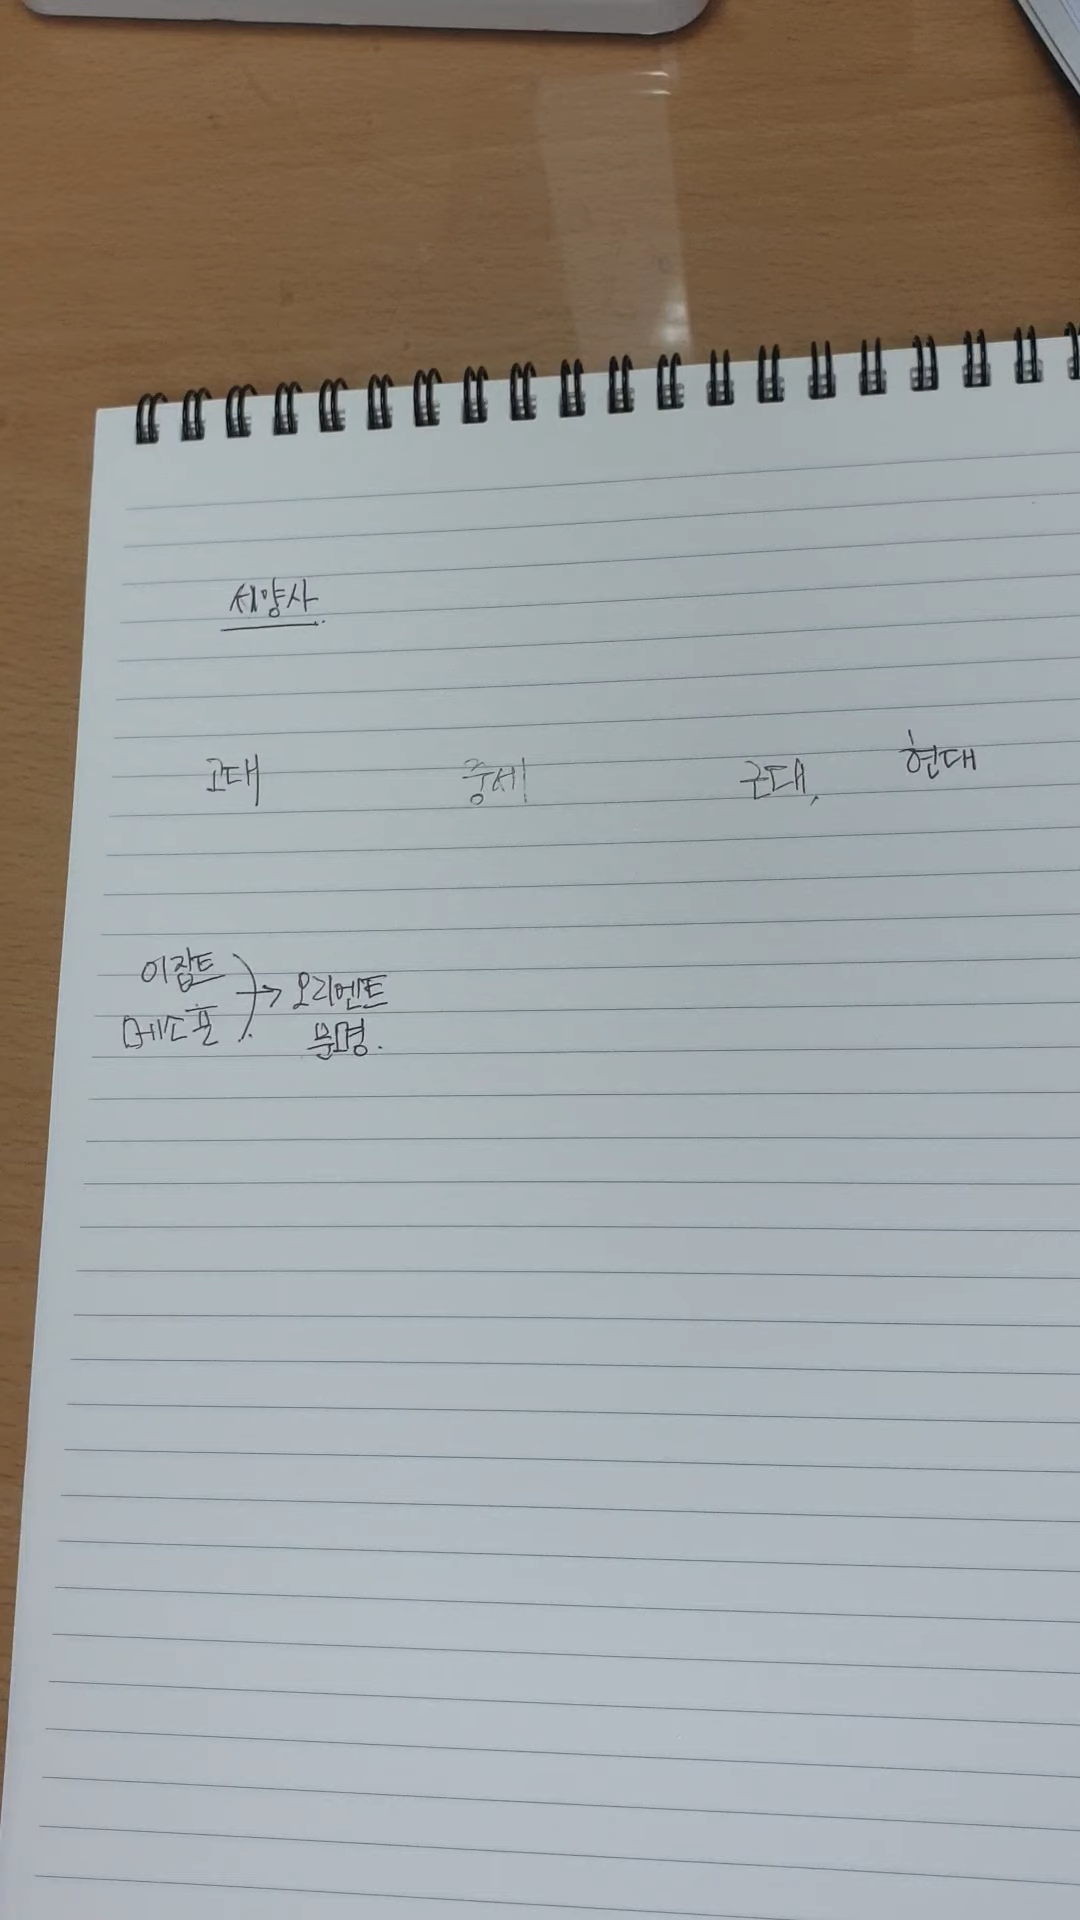 서양사
고대 중세 근대, 현대
이집트
메소포
→ 오리엔트
문명.